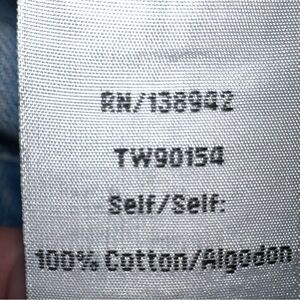 RN/138942
TW90154
Self/Self:
100% Cotton/Algodon